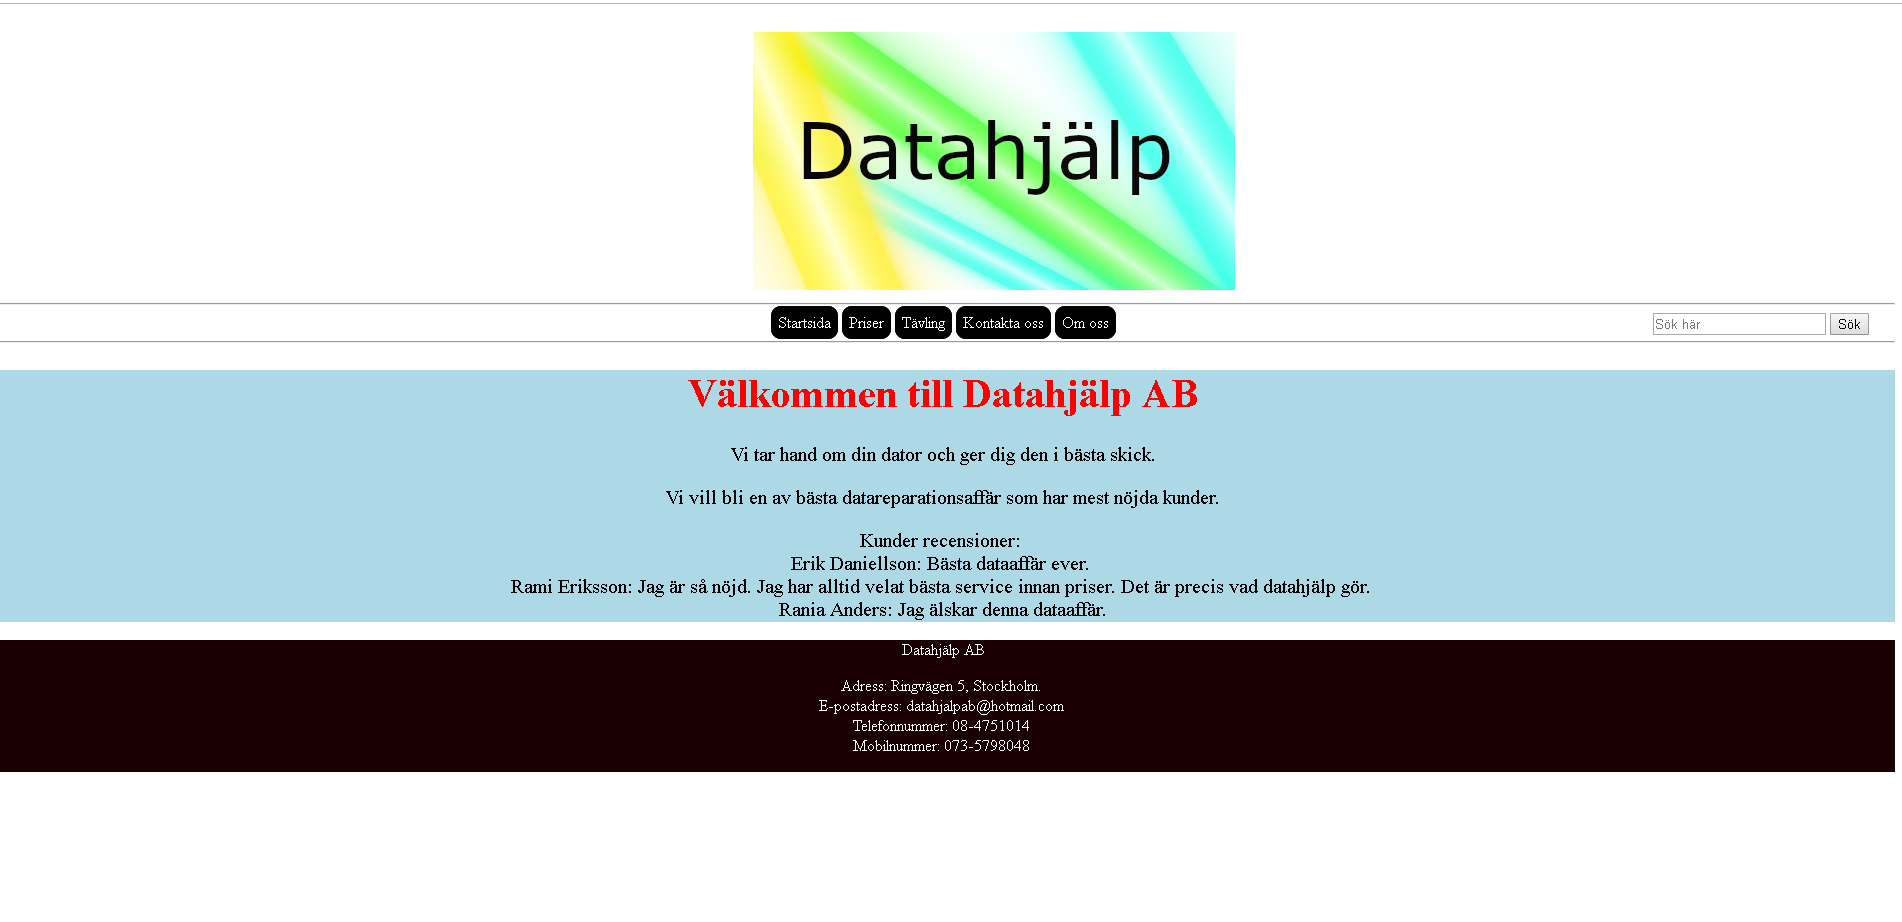 Datahjälp
Startsida Priser Tävling Kontakta oss Om oss Sök här Sök
Välkommen till Datahjälp AB
Vi tar hand om din dator och ger dig den i bästa skick.
Vi vill bli en av bästa datareparationsaffär som har mest nöjda kunder.
Kunder recensioner:
Erik Daniellson: Bästa dataaffär ever.
Rami Eriksson: Jag är så nöjd. Jag har alltid velat bästa service innan priser. Det är precis vad datahjälp gör.
Rania Anders: Jag älskar denna dataaffär.
Datahjälp AB
Adress: Ringvägen 5, Stockholm.
E-postadress: datahjalpab@hotmail.com
Telefonnummer: 08-4751014
Mobilnummer: 073-5798048